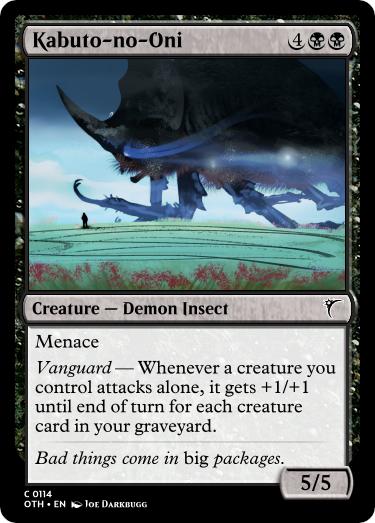 Kabuto-no-Oni 4
Creature — Demon Insect
Menace
Vanguard — Whenever a creature you
control attacks alone, it gets +1/+1
until end of turn for each creature
card in your graveyard.
Bad things come in big packages.
5/5
C 0114
OTH • EN Joe Darkbugg